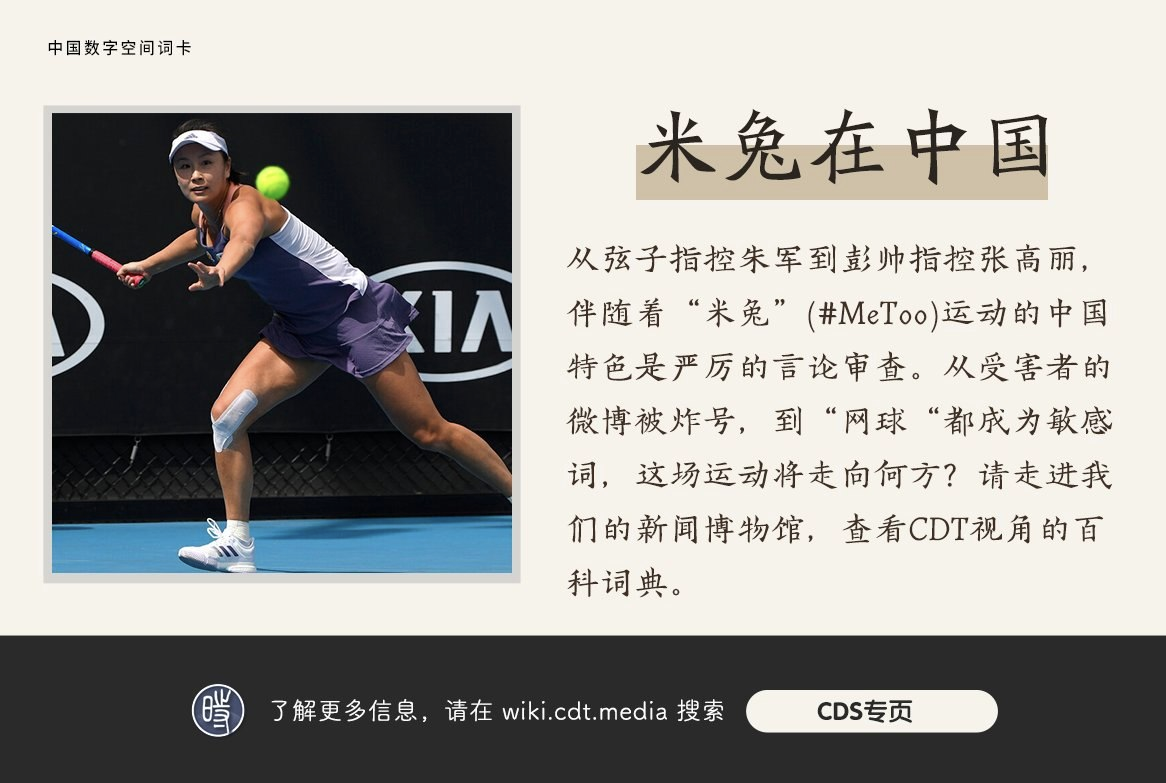 中国数字空间词卡
米兔在中国
从弦子指控朱军到彭帅指控张高丽，
伴随着“米兔”(#MeToo)运动的中国
特色是严厉的言论审查。从受害者的
微博被炸号，到“网球“都成为敏感
词，这场运动将走向何方？请走进我
们的新闻博物馆，查看CDT视角的百
科词典。
KIA
了解更多信息，请在 wiki.cdt.media 搜索
CDS专页